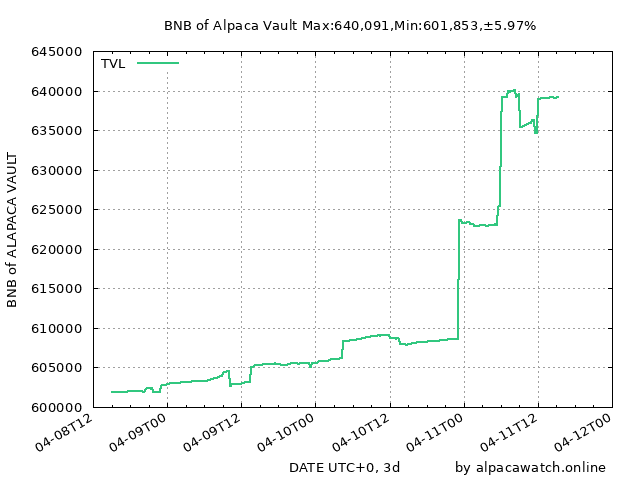 BNB of Alpaca Vault Max:640,091,Min:601,853,±5.97%
TVL
645000
640000
635000
630000
625000
620000
615000
610000
605000
600000
BNB of ALAPACA VAULT
04-08T12
04-09T00
04-09T12
04-10T00
04-10T12
04-11T00
04-11T12
04-12T00
DATE UTC+0, 3d
by alpacawatch.online